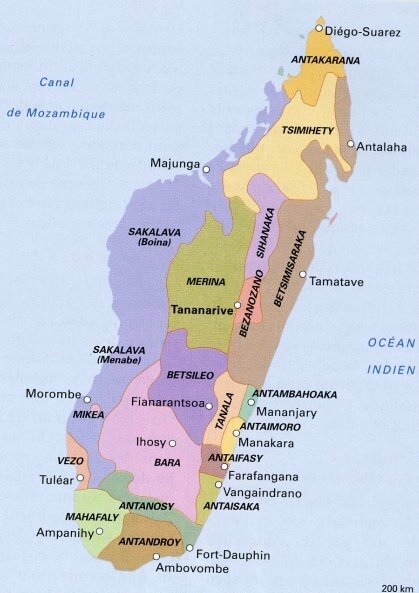 Diégo-Suarez
ANTAKARANA
Canal
de Mozambique
TSIMIHETY
Antalaha
Majunga
SAKALAVA
(Boina)
SIHANAKA
BETSIMISARAKA
MERINA
Tamatave
BEZANOZANO
Tananarive
OCÉAN
INDIEN
SAKALAVA
(Menabe)
BETSILEO
Morombe
ANTAMBAHOAKA
Fianarantsoa
TANALA
Mananjary
MIKEA
ANTAIMORO
Ihosy
Manakara
VEZO
BARA
ANTAIFASY
Farafangana
Tuléar
Vangaindrano
ANTANOSY
ANTAISAKA
MAHAFALY
Ampanihy
ANTANDROY
Fort-Dauphin
Ambovombe
200 km